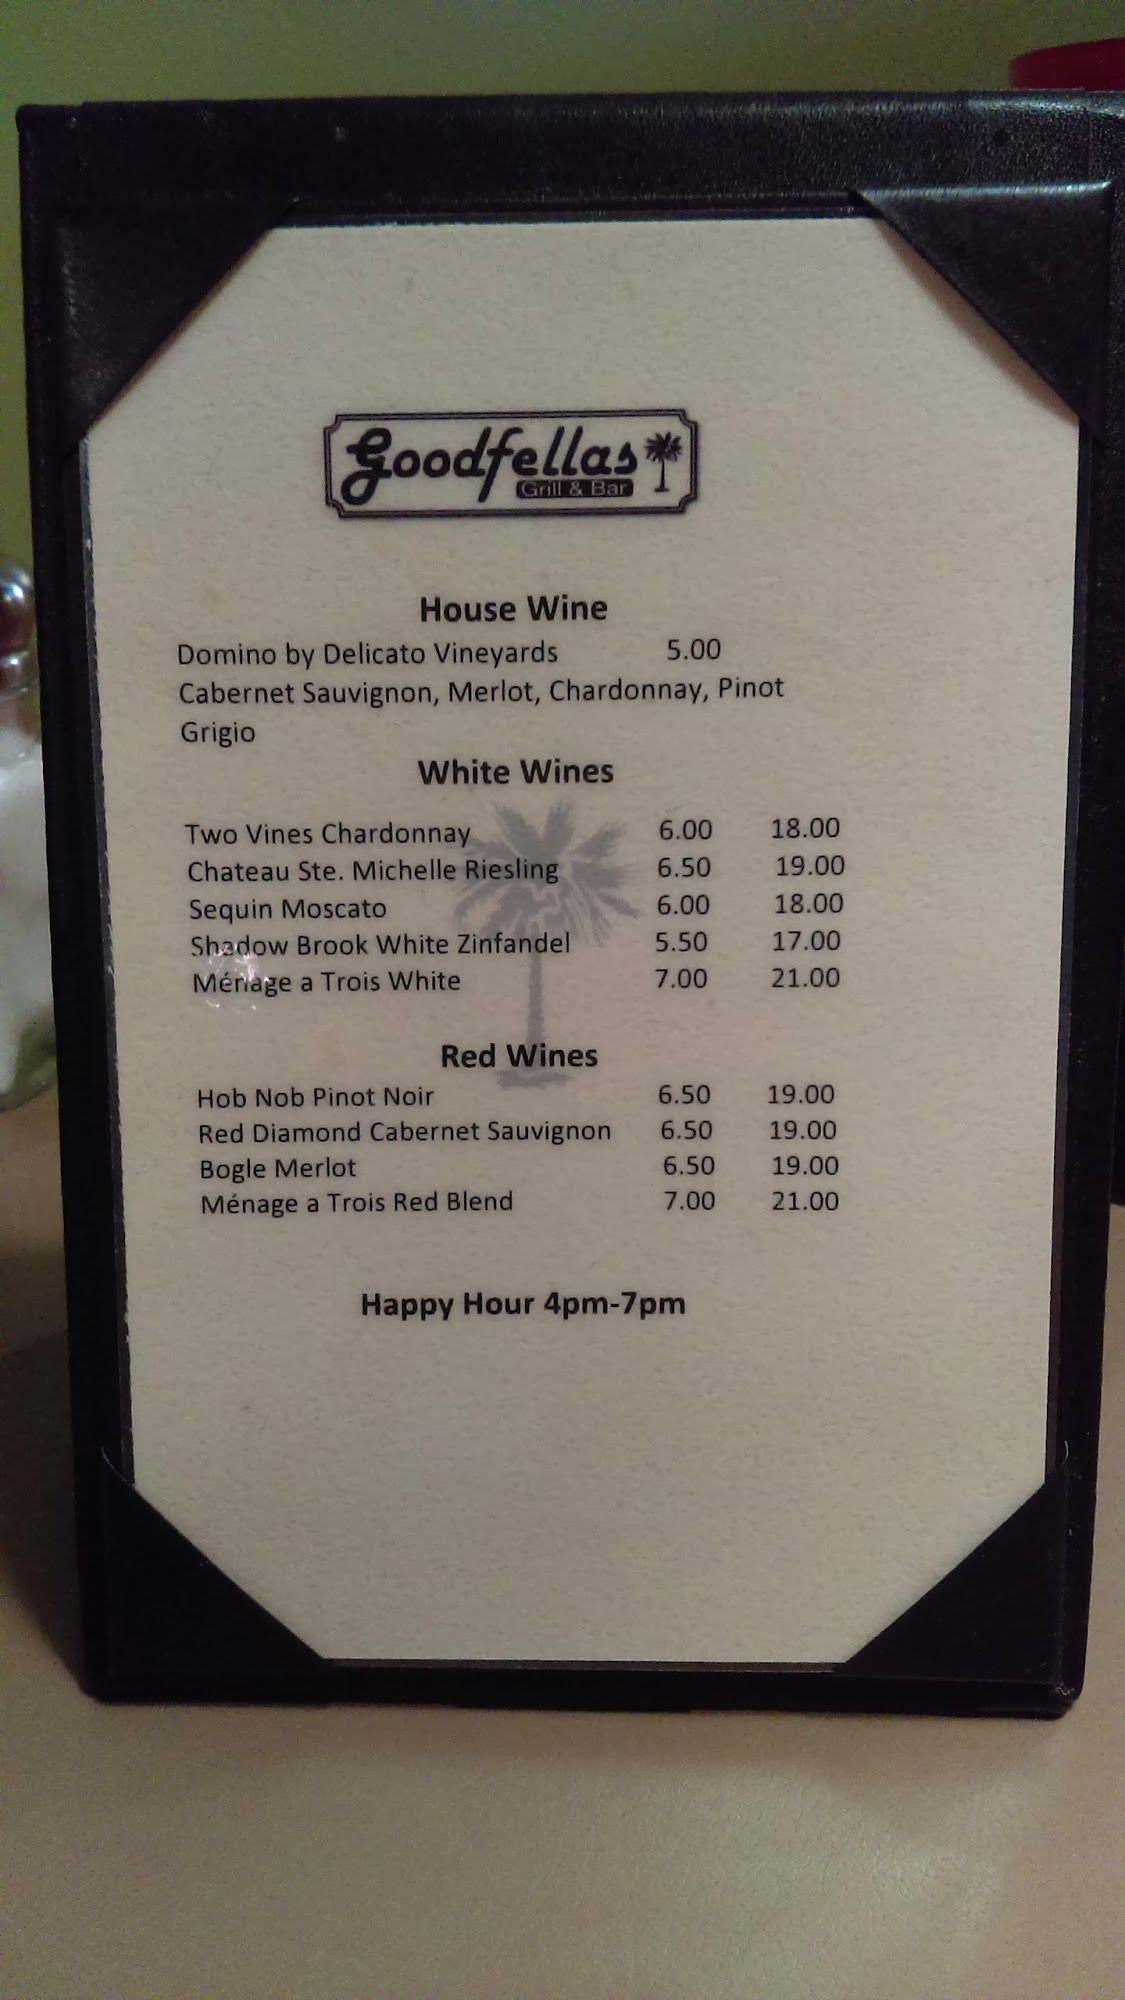 Goodfellas
Grill & Bar
House Wine
Domino by Delicato Vineyards 5.00
Cabernet Sauvignon, Merlot, Chardonnay, Pinot
Grigio
White Wines
Two Vines Chardonnay 6.00 18.00
Chateau Ste. Michelle Riesling 6.50 19.00
Sequin Moscato 6.00 18.00
Shadow Brook White Zinfandel 5.50 17.00
Ménage a Trois White 7.00 21.00
Red Wines
Hob Nob Pinot Noir 6.50 19.00
Red Diamond Cabernet Sauvignon 6.50 19.00
Bogle Merlot 6.50 19.00
Ménage a Trois Red Blend 7.00 21.00
Happy Hour 4pm-7pm